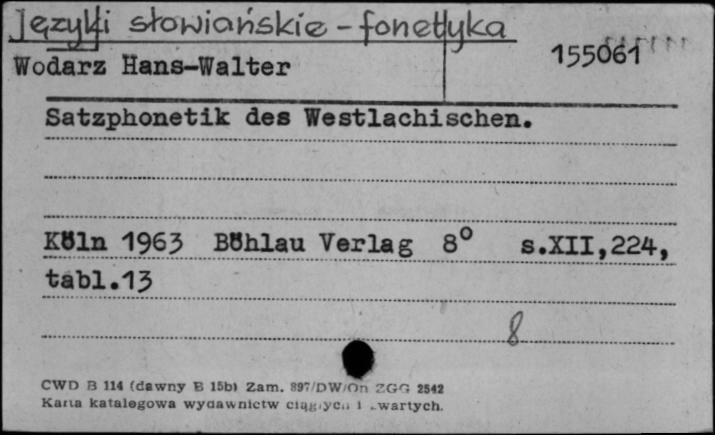 Języki słowiańskie - fonetyka
155061
Wodarz Hans-Walter
Satzphonetik des Westlachischen.
Köln 1963 Böhlau Verlag 8° s.XII,224,
tabl.13
8
CWD B 114 (dawny B 15b) Zam. 897/DW/On ZGG 2542
Karta katalogowa wydawnictw ciągłych i zwartych.